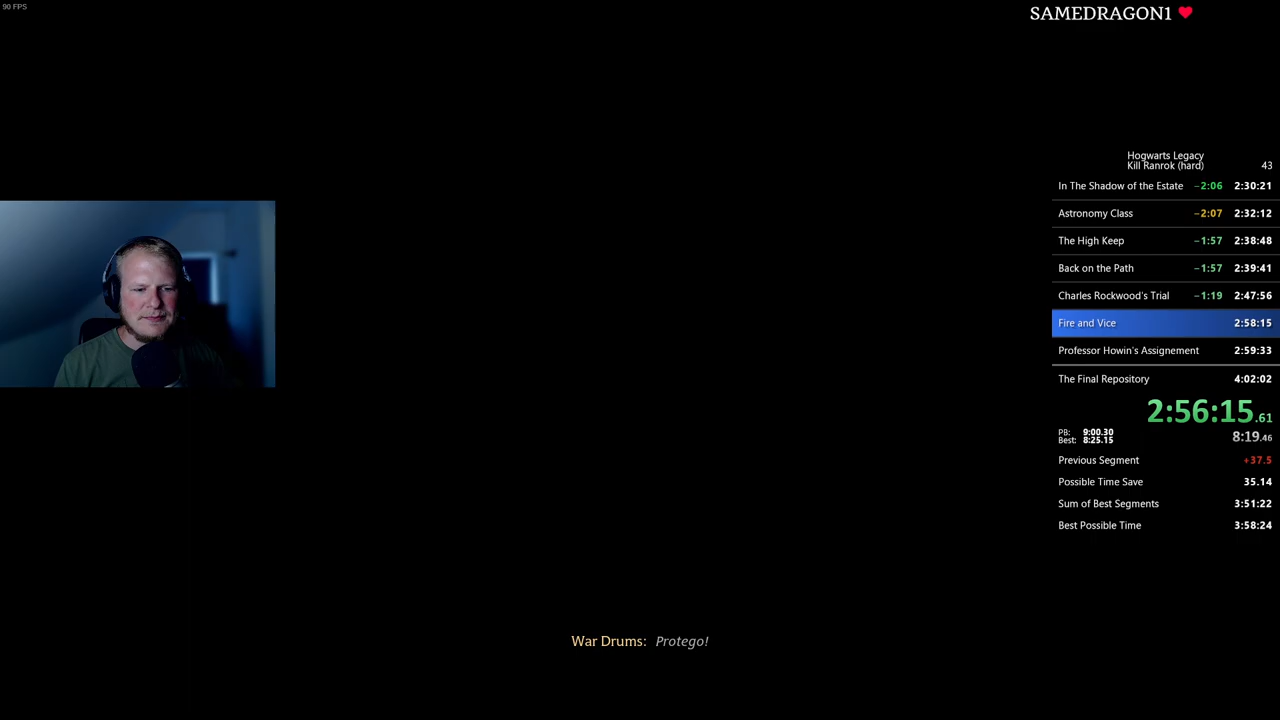 90 FPS
SAMEDRAGON1 ❤
Hogwarts Legacy
Kill Ranrok (hard) 43
In The Shadow of the Estate −2:06 2:30:21
Astronomy Class −2:07 2:32:12
The High Keep −1:57 2:38:48
Back on the Path −1:57 2:39:41
Charles Rockwood's Trial −1:19 2:47:56
Fire and Vice 2:58:15
Professor Howin's Assignement 2:59:33
The Final Repository 4:02:02
2:56:15.61
PB: 9:00.30
Best: 8:25.15
8:19.46
Previous Segment +37.5
Possible Time Save 35.14
Sum of Best Segments 3:51:22
Best Possible Time 3:58:24
War Drums: Protego!